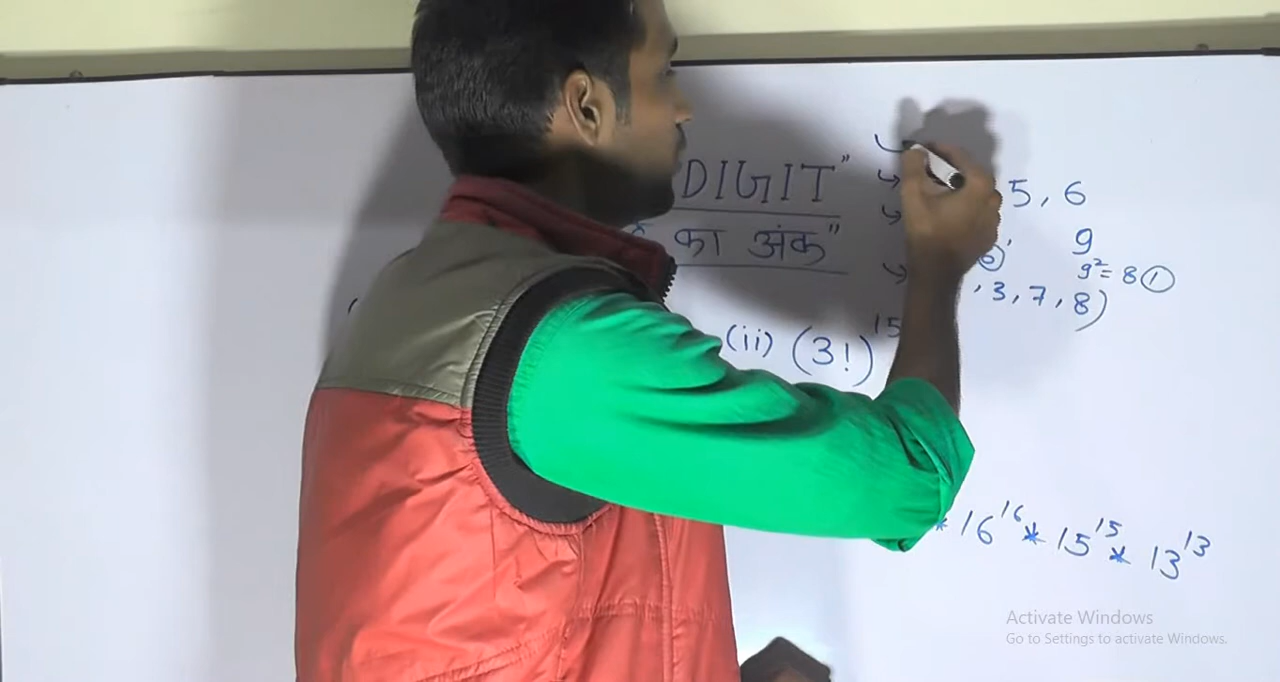 DIGIT"
का अंक"
5, 6
9
9² = 8①
, 3, 7, 8)
(ii) (3!)¹⁵
* 16¹⁶ * 15¹⁵ * 13¹³
Activate Windows
Go to Settings to activate Windows.